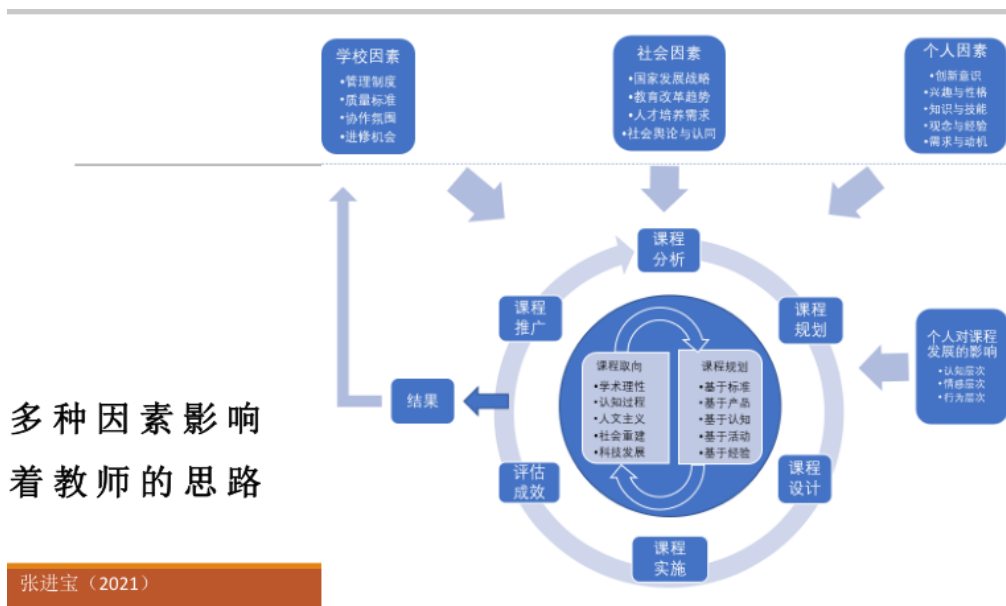 学校因素
•管理制度
•质量标准
•协作氛围
•进修机会
社会因素
•国家发展战略
•教育改革趋势
•人才培养需求
•社会舆论与认同
个人因素
•创新意识
•兴趣与性格
•知识与技能
•观念与经验
•需求与动机
课程
分析
课程
推广
课程
规划
课程取向
•学术理性
•认知过程
•人文主义
•社会重建
•科技发展
课程规划
•基于标准
•基于产品
•基于认知
•基于活动
•基于经验
个人对课程
发展的影响
•认知层次
•情感层次
•行为层次
结果
评估
成效
课程
设计
课程
实施
多种因素影响
着教师的思路
张进宝（2021）